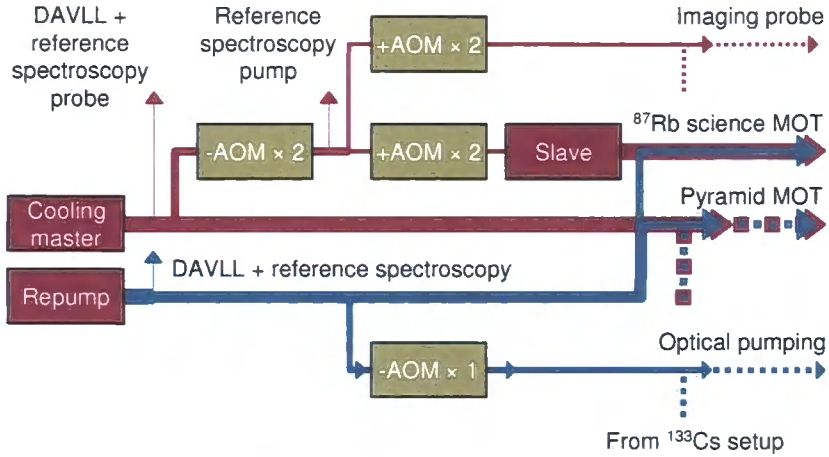 DAVLL +
reference
spectroscopy
probe
Reference
spectroscopy
pump
+AOM × 2
Imaging probe
-AOM × 2
+AOM × 2
Slave
⁸⁷Rb science MOT
Cooling
master
Pyramid MOT
Repump
DAVLL + reference spectroscopy
-AOM × 1
Optical pumping
From ¹³³Cs setup